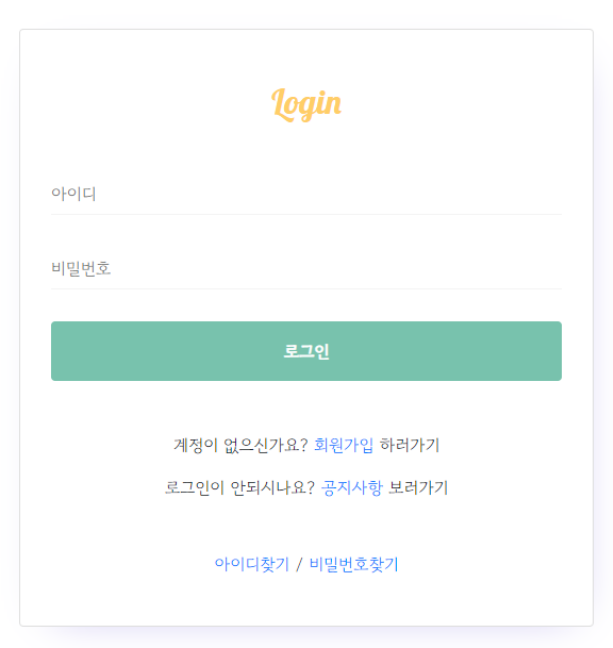 Login
아이디
비밀번호
로그인
계정이 없으신가요? 회원가입 하러가기
로그인이 안되시나요? 공지사항 보러가기
아이디찾기 / 비밀번호찾기